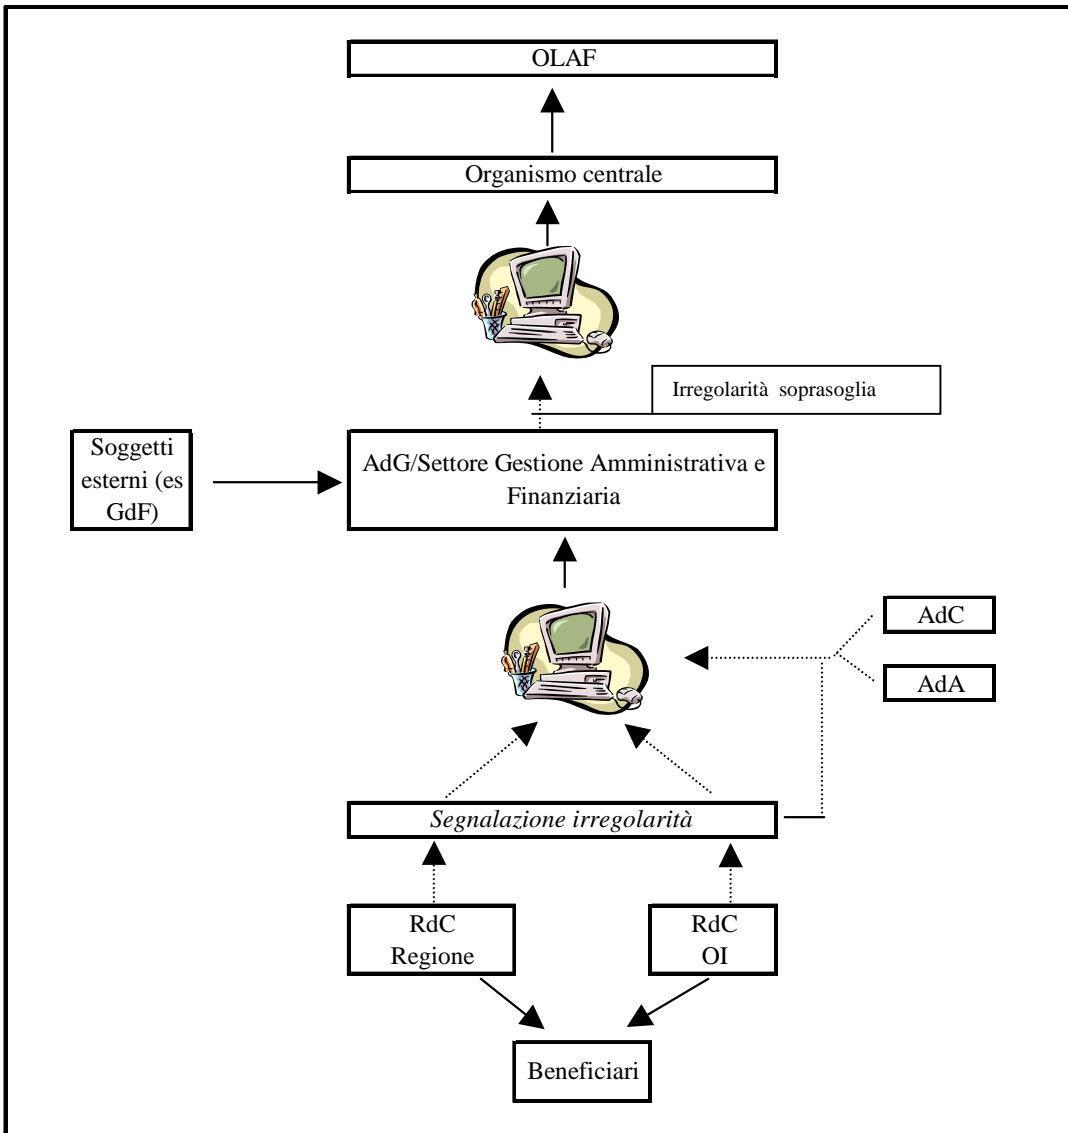 OLAF
Organismo centrale
Irregolarità soprasoglia
Soggetti
esterni (es
GdF)
AdG/Settore Gestione Amministrativa e
Finanziaria
AdC
AdA
Segnalazione irregolarità
RdC
Regione
RdC
OI
Beneficiari